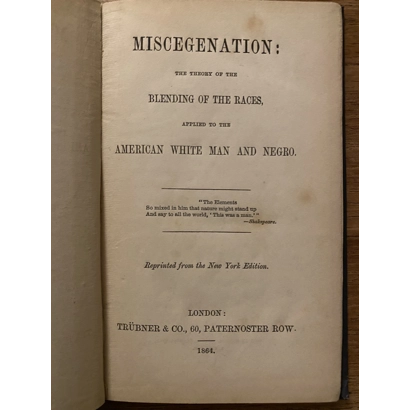 MISCEGENATION:
THE THEORY OF THE
BLENDING OF THE RACES,
APPLIED TO THE
AMERICAN WHITE MAN AND NEGRO.
"The Elements
So mixed in him that nature might stand up
And say to all the world, 'This was a man.'"
—Shakspeare.
Reprinted from the New York Edition.
LONDON:
TRÜBNER & CO., 60, PATERNOSTER ROW.
1864.